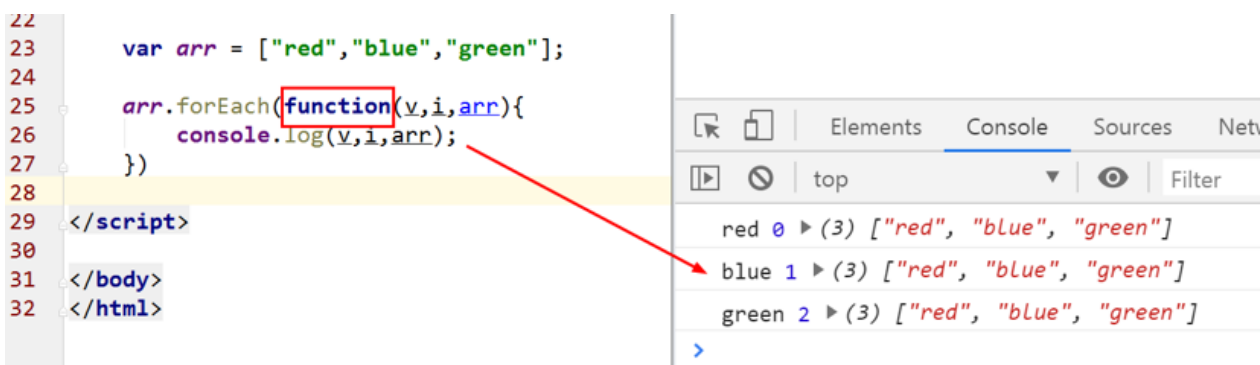 22
23 var arr = ["red","blue","green"];
24
25 arr.forEach(function(v,i,arr){
26 console.log(v,i,arr);
27 })
28
29 </script>
30
31 </body>
32 </html>
Elements Console Sources Netw
top Filter
red 0 ▶ (3) ["red", "blue", "green"]
blue 1 ▶ (3) ["red", "blue", "green"]
green 2 ▶ (3) ["red", "blue", "green"]
>